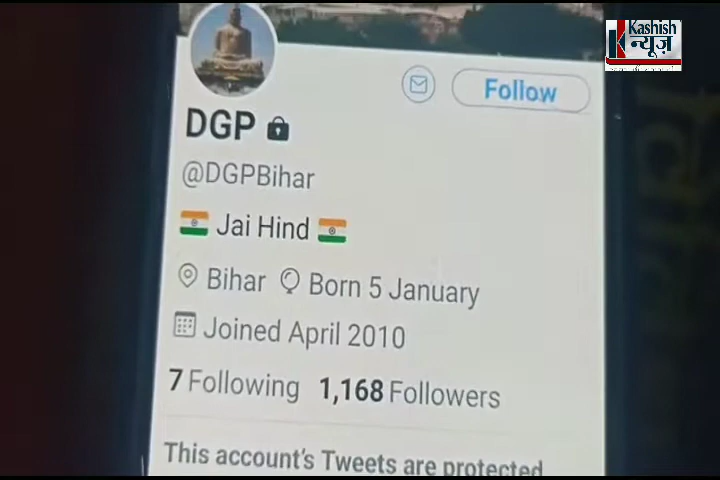 Kashish
न्यूज़
Follow
DGP
@DGPBihar
Jai Hind
Bihar Born 5 January
Joined April 2010
7 Following 1,168 Followers
This account's Tweets are protected